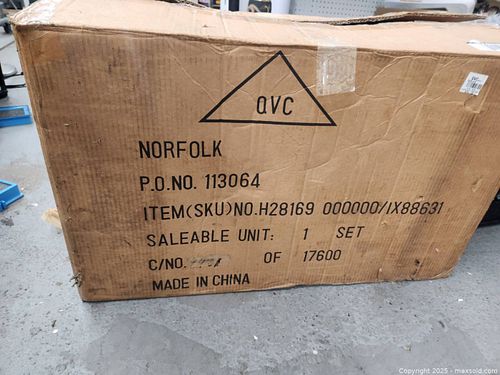 QVC
NORFOLK
P.O.NO. 113064
ITEM(SKU)NO.H28169 000000/IX88631
SALEABLE UNIT: 1 SET
C/NO. OF 17600
MADE IN CHINA
Copyright 2025 - maxsold.com